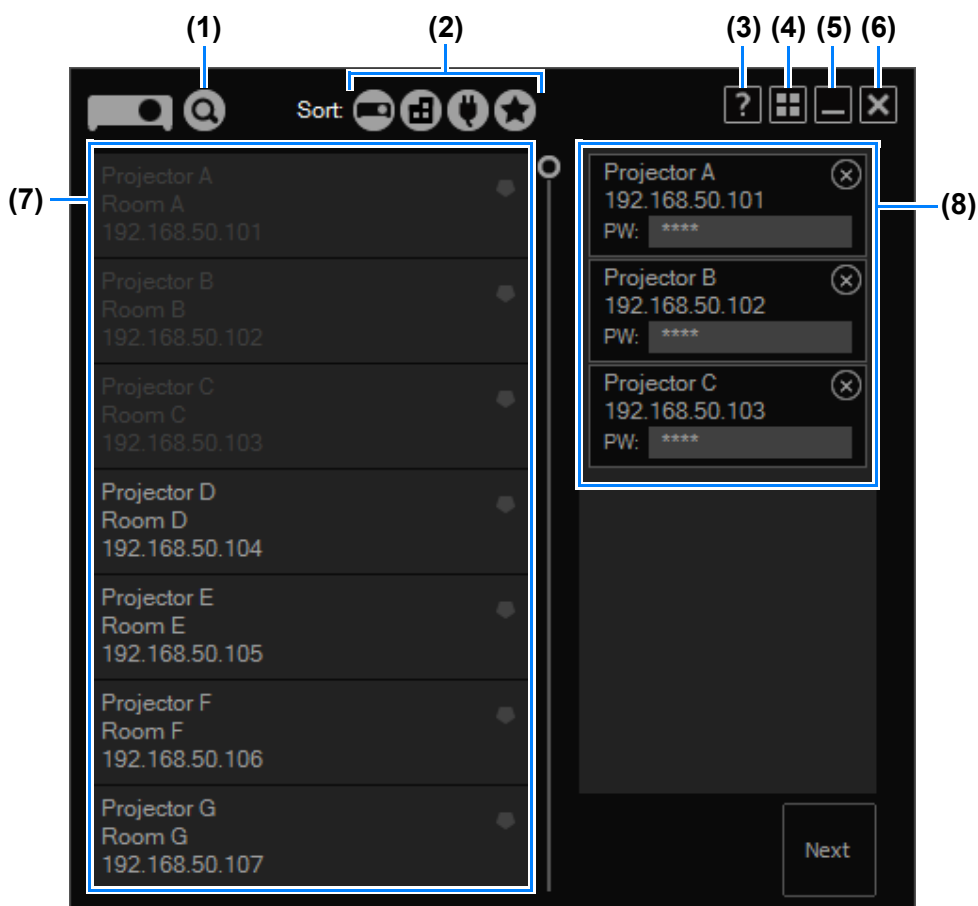 (1) (2) (3) (4) (5) (6)
Sort:
(7)
Projector A
Room A
192.168.50.101
Projector B
Room B
192.168.50.102
Projector C
Room C
192.168.50.103
Projector D
Room D
192.168.50.104
Projector E
Room E
192.168.50.105
Projector F
Room F
192.168.50.106
Projector G
Room G
192.168.50.107
(8)
Projector A
192.168.50.101
PW: ****
Projector B
192.168.50.102
PW: ****
Projector C
192.168.50.103
PW: ****
Next